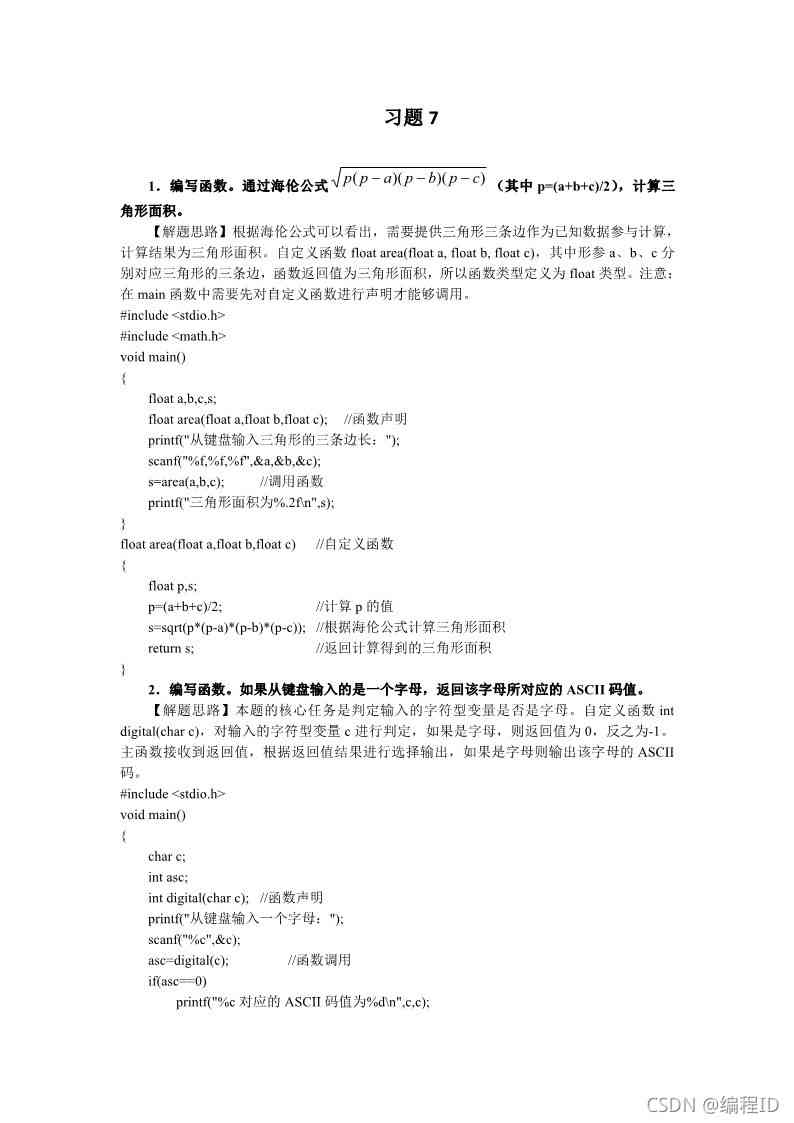 习题 7
1．编写函数。通过海伦公式√p(p−a)(p−b)(p−c)（其中 p=(a+b+c)/2），计算三
角形面积。
【解题思路】根据海伦公式可以看出，需要提供三角形三条边作为已知数据参与计算，
计算结果为三角形面积。自定义函数 float area(float a, float b, float c)，其中形参 a、b、c 分
别对应三角形的三条边，函数返回值为三角形面积，所以函数类型定义为 float 类型。注意：
在 main 函数中需要先对自定义函数进行声明才能够调用。
#include <stdio.h>
#include <math.h>
void main()
{
float a,b,c,s;
float area(float a,float b,float c); //函数声明
printf("从键盘输入三角形的三条边长：");
scanf("%f,%f,%f",&a,&b,&c);
s=area(a,b,c); //调用函数
printf("三角形面积为%.2f\n",s);
}
float area(float a,float b,float c) //自定义函数
{
float p,s;
p=(a+b+c)/2; //计算 p 的值
s=sqrt(p*(p-a)*(p-b)*(p-c)); //根据海伦公式计算三角形面积
return s; //返回计算得到的三角形面积
}
2．编写函数。如果从键盘输入的是一个字母，返回该字母所对应的 ASCII 码值。
【解题思路】本题的核心任务是判定输入的字符型变量是否是字母。自定义函数 int
digital(char c)，对输入的字符型变量 c 进行判定，如果是字母，则返回值为 0，反之为-1。
主函数接收到返回值，根据返回值结果进行选择输出，如果是字母则输出该字母的 ASCII
码。
#include <stdio.h>
void main()
{
char c;
int asc;
int digital(char c); //函数声明
printf("从键盘输入一个字母：");
scanf("%c",&c);
asc=digital(c); //函数调用
if(asc==0)
printf("%c 对应的 ASCII 码值为%d\n",c,c);
CSDN @编程ID